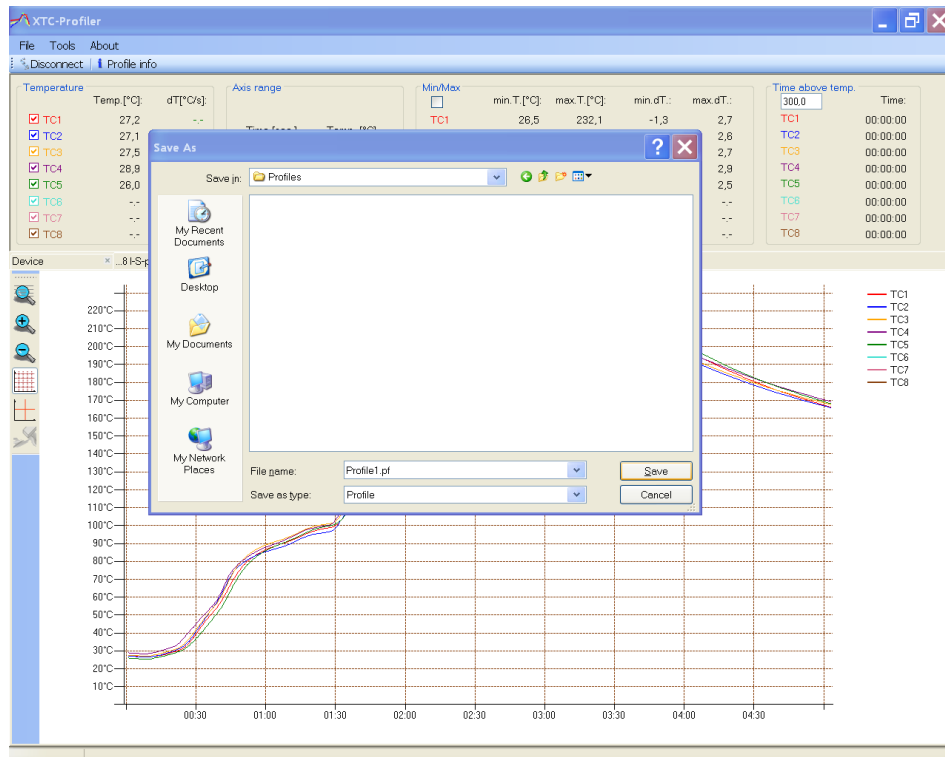 XTC-Profiler
File Tools About
Disconnect Profile info
Temperature
Temp.[°C]: dT[°C/s]:
TC1 27,2 -.-
TC2 27,1
TC3 27,5
TC4 28,9
TC5 26,0
TC6 -.-
TC7 -.-
TC8 -.-
Axis range
Min/Max
min.T.[°C]: max.T.[°C]: min.dT.: max.dT.:
TC1 26,5 232,1 -1,3 2,7
2,6
2,7
2,9
2,5
-.-
-.-
-.-
Time above temp.
300,0 Time:
TC1 00:00:00
TC2 00:00:00
TC3 00:00:00
TC4 00:00:00
TC5 00:00:00
TC6 00:00:00
TC7 00:00:00
TC8 00:00:00
Save As
Save in: Profiles
My Recent
Documents
Desktop
My Documents
My Computer
My Network
Places
File name: Profile1.pf Save
Save as type: Profile Cancel
Device × ...8 I-S-p
220°C
210°C
200°C
190°C
180°C
170°C
160°C
150°C
140°C
130°C
120°C
110°C
100°C
90°C
80°C
70°C
60°C
50°C
40°C
30°C
20°C
10°C
00:30 01:00 01:30 02:00 02:30 03:00 03:30 04:00 04:30
TC1
TC2
TC3
TC4
TC5
TC6
TC7
TC8